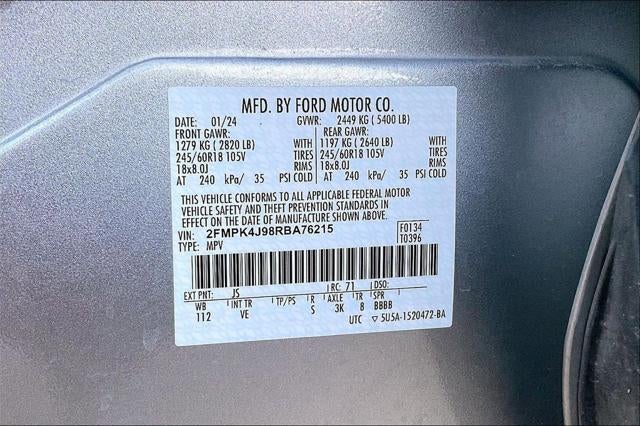 MFD. BY FORD MOTOR CO.
DATE: 01/24 GVWR: 2449 KG ( 5400 LB)
FRONT GAWR: REAR GAWR:
1279 KG ( 2820 LB) WITH 1197 KG ( 2640 LB) WITH
245/60R18 105V TIRES 245/60R18 105V TIRES
18x8.0J RIMS 18x8.0J RIMS
AT 240 kPa/ 35 PSI COLD AT 240 kPa/ 35 PSI COLD
THIS VEHICLE CONFORMS TO ALL APPLICABLE FEDERAL MOTOR
VEHICLE SAFETY AND THEFT PREVENTION STANDARDS IN
EFFECT ON THE DATE OF MANUFACTURE SHOWN ABOVE.
VIN: 2FMPK4J98RBA76215 F0134
TYPE: MPV T0396
EXT PNT: JS RC: 71 DSO:
WB INT TR TP/PS R AXLE TR SPR
112 VE S 3K 8 BBBB
UTC ▽ 5U5A-1520472-BA